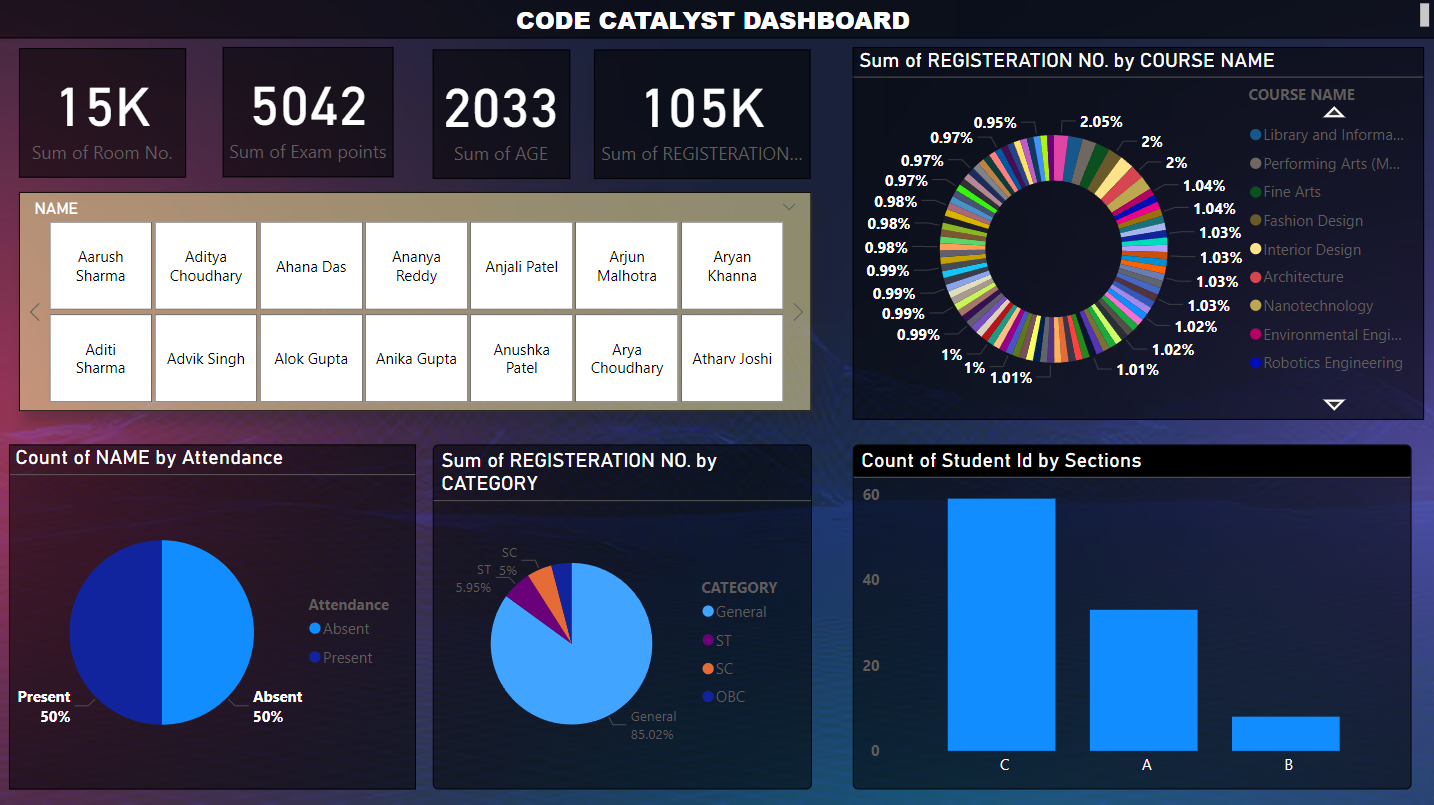 CODE CATALYST DASHBOARD
15K
Sum of Room No.
5042
Sum of Exam points
2033
Sum of AGE
105K
Sum of REGISTERATION...
NAME
Aarush
Sharma
Aditya
Choudhary
Ahana Das
Ananya
Reddy
Anjali Patel
Arjun
Malhotra
Aryan
Khanna
Aditi
Sharma
Advik Singh
Alok Gupta
Anika Gupta
Anushka
Patel
Arya
Choudhary
Atharv Joshi
Sum of REGISTERATION NO. by COURSE NAME
2.05%
2%
2%
1.04%
1.04%
1.03%
1.03%
1.03%
1.03%
1.02%
1.02%
1.01%
1.01%
1%
1%
0.99%
0.99%
0.99%
0.99%
0.98%
0.98%
0.98%
0.97%
0.97%
0.97%
0.95%
COURSE NAME
Library and Informa...
Performing Arts (M...
Fine Arts
Fashion Design
Interior Design
Architecture
Nanotechnology
Environmental Engi...
Robotics Engineering
Count of NAME by Attendance
Present
50%
Absent
50%
Attendance
Absent
Present
Sum of REGISTERATION NO. by
CATEGORY
SC
5%
ST
5.95%
General
85.02%
CATEGORY
General
ST
SC
OBC
Count of Student Id by Sections
60
40
20
0
C
A
B